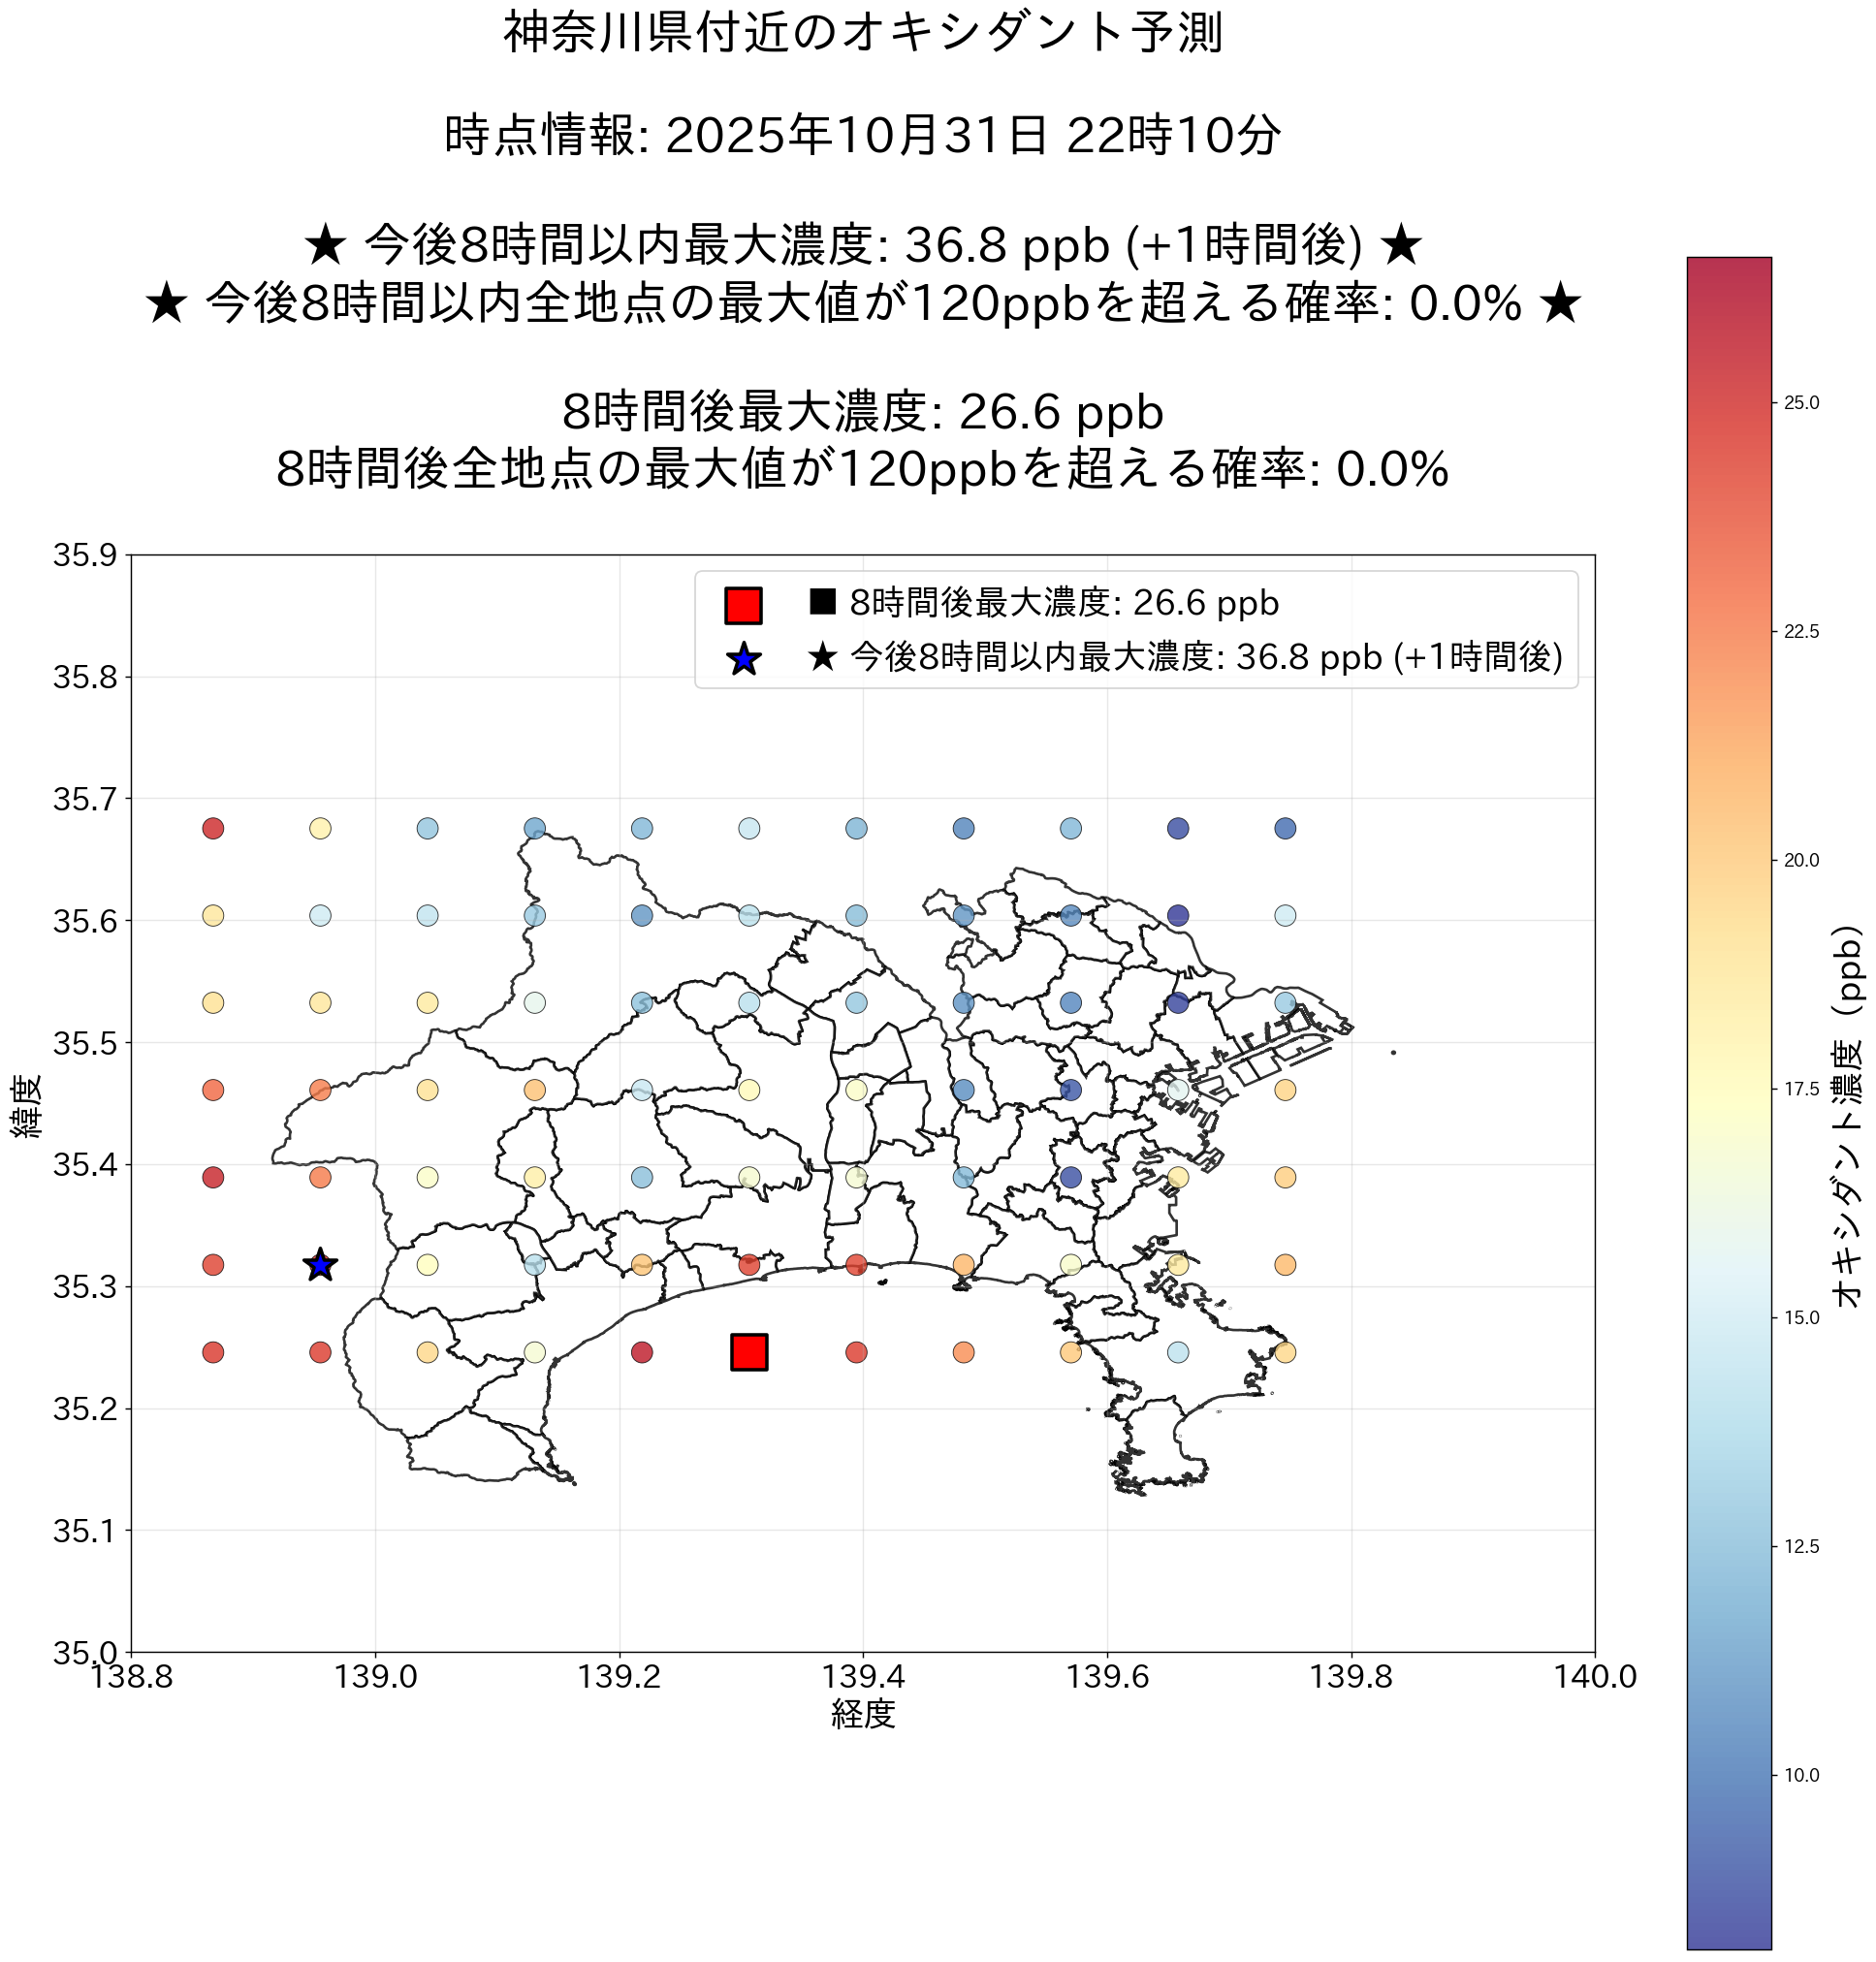 神奈川県付近のオキシダント予測
時点情報: 2025年10月31日 22時10分
★ 今後8時間以内最大濃度: 36.8 ppb (+1時間後) ★
★ 今後8時間以内全地点の最大値が120ppbを超える確率: 0.0% ★
8時間後最大濃度: 26.6 ppb
8時間後全地点の最大値が120ppbを超える確率: 0.0%
■ 8時間後最大濃度: 26.6 ppb
★ 今後8時間以内最大濃度: 36.8 ppb (+1時間後)
35.9
35.8
35.7
35.6
35.5
35.4
35.3
35.2
35.1
35.0
緯度
138.8 139.0 139.2 139.4 139.6 139.8 140.0
経度
25.0
22.5
20.0
17.5
15.0
12.5
10.0
オキシダント濃度（ppb）